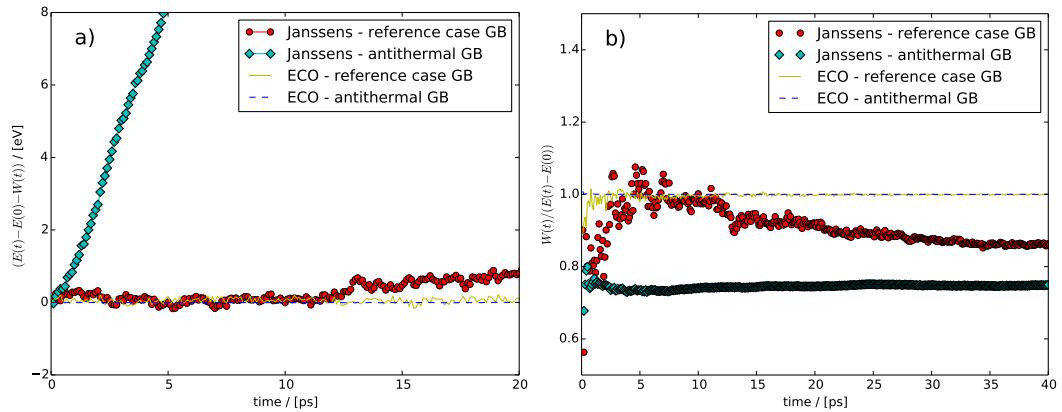 a)
Janssens - reference case GB
Janssens - antithermal GB
ECO - reference case GB
ECO - antithermal GB
8
6
4
2
0
−2
(E(t)−E(0)−W(t)) / [eV]
0
5
10
15
20
time / [ps]
b)
Janssens - reference case GB
Janssens - antithermal GB
ECO - reference case GB
ECO - antithermal GB
1.4
1.2
1.0
0.8
0.6
W(t)/(E(t)−E(0))
0
5
10
15
20
25
30
35
40
time / [ps]